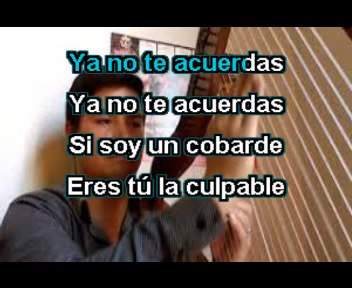 Ya no te acuerdas
Ya no te acuerdas
Si soy un cobarde
Eres tú la culpable